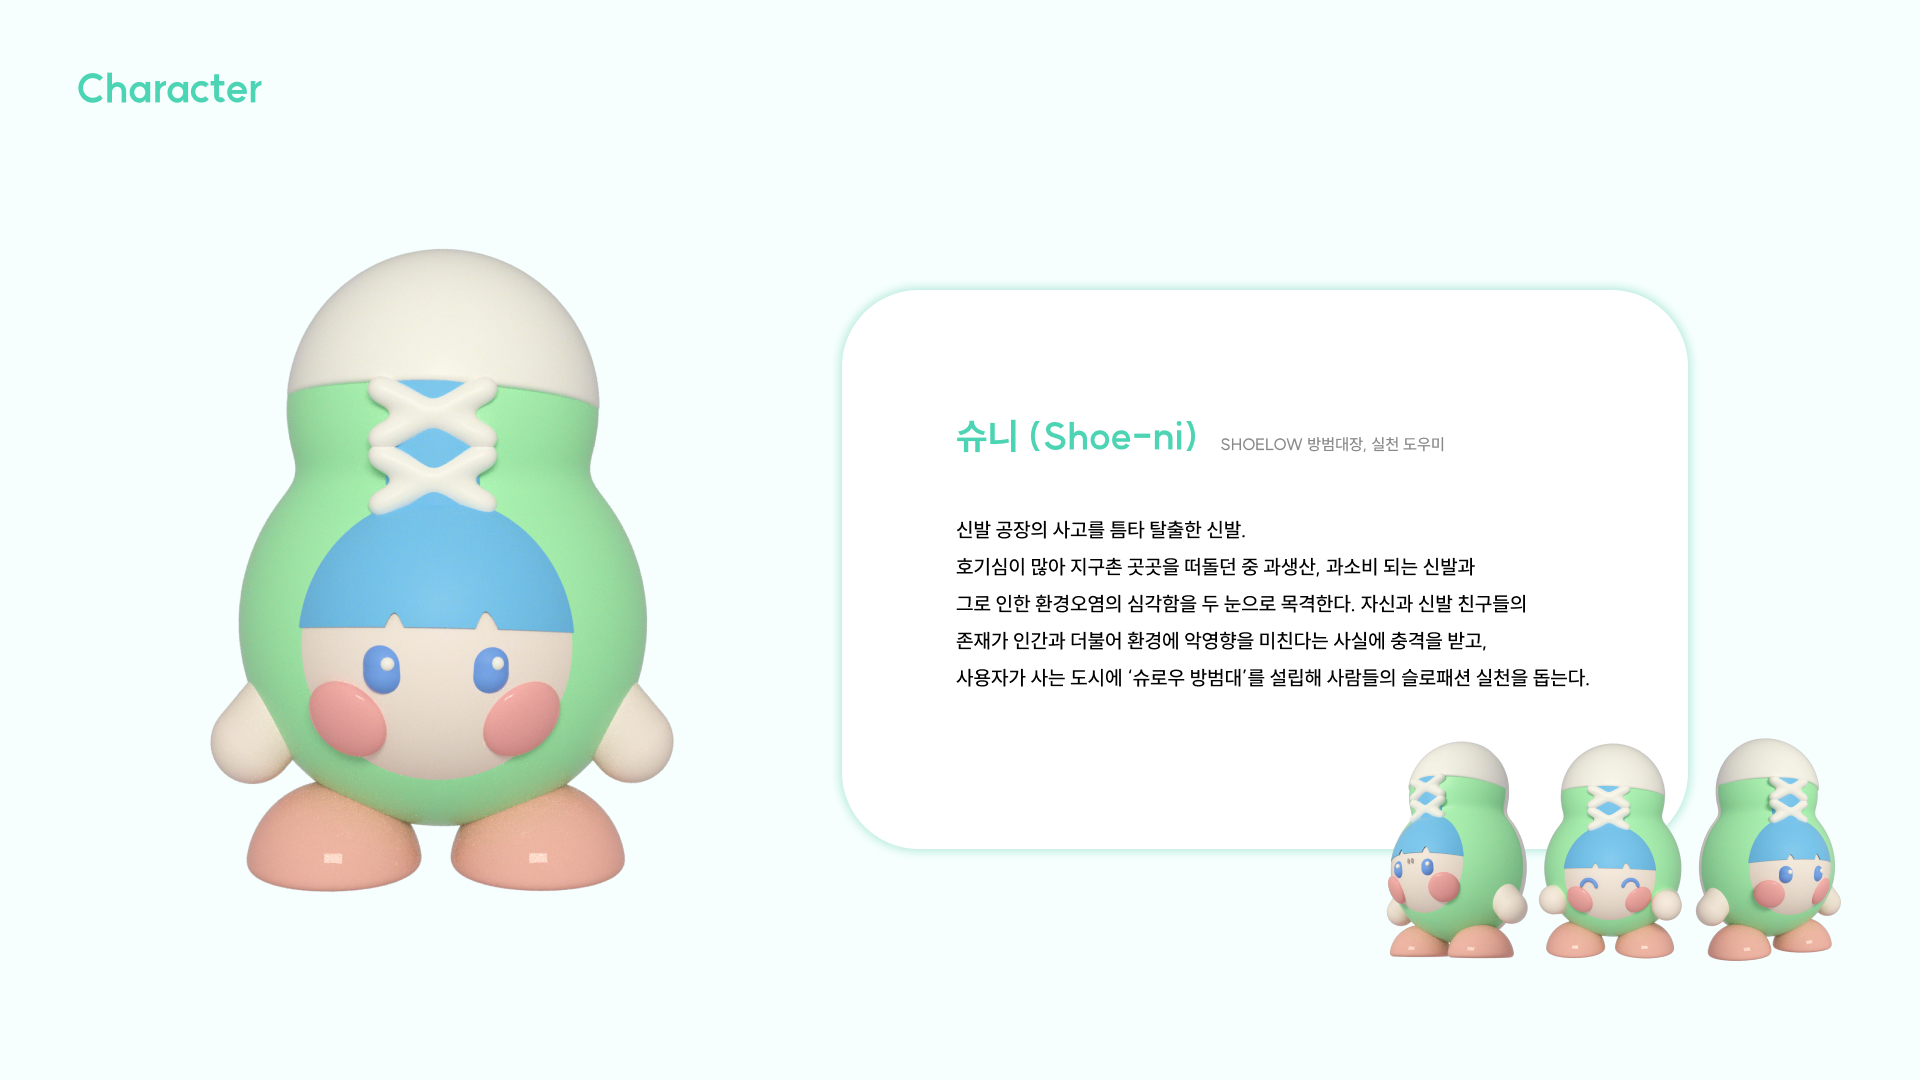 Character
슈니 (Shoe-ni) SHOELOW 방범대장, 실천 도우미
신발 공장의 사고를 틈타 탈출한 신발.
호기심이 많아 지구촌 곳곳을 떠돌던 중 과생산, 과소비 되는 신발과
그로 인한 환경오염의 심각함을 두 눈으로 목격한다. 자신과 신발 친구들의
존재가 인간과 더불어 환경에 악영향을 미친다는 사실에 충격을 받고,
사용자가 사는 도시에 ‘슈로우 방범대’를 설립해 사람들의 슬로패션 실천을 돕는다.